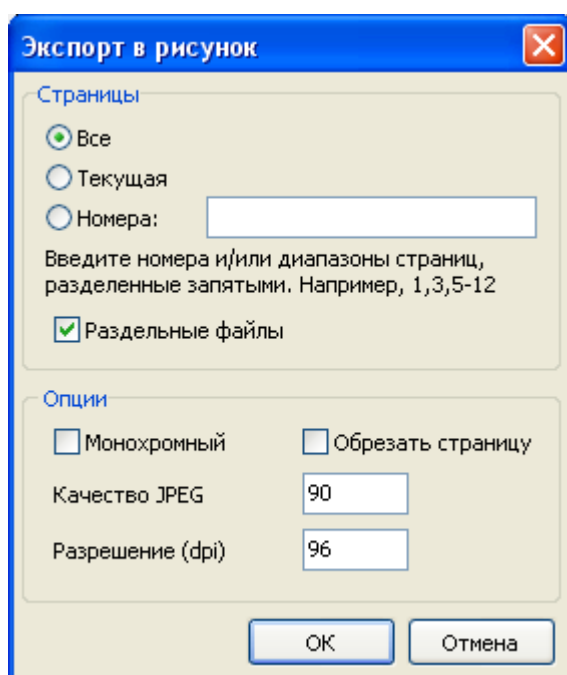 Экспорт в рисунок
Страницы
Все
Текущая
Номера:
Введите номера и/или диапазоны страниц,
разделенные запятыми. Например, 1,3,5-12
Раздельные файлы
Опции
Монохромный Обрезать страницу
Качество JPEG 90
Разрешение (dpi) 96
ОК Отмена